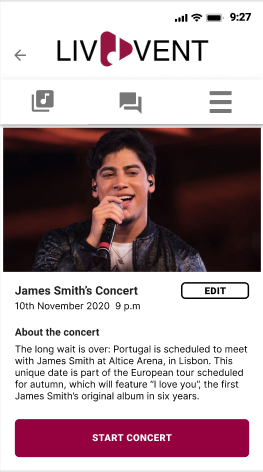 9:27
LIVOVENT
James Smith's Concert
EDIT
10th November 2020 9 p.m
About the concert
The long wait is over: Portugal is scheduled to meet
with James Smith at Altice Arena, in Lisbon. This
unique date is part of the European tour scheduled
for autumn, which will feature “I love you”, the first
James Smith's original album in six years.
START CONCERT